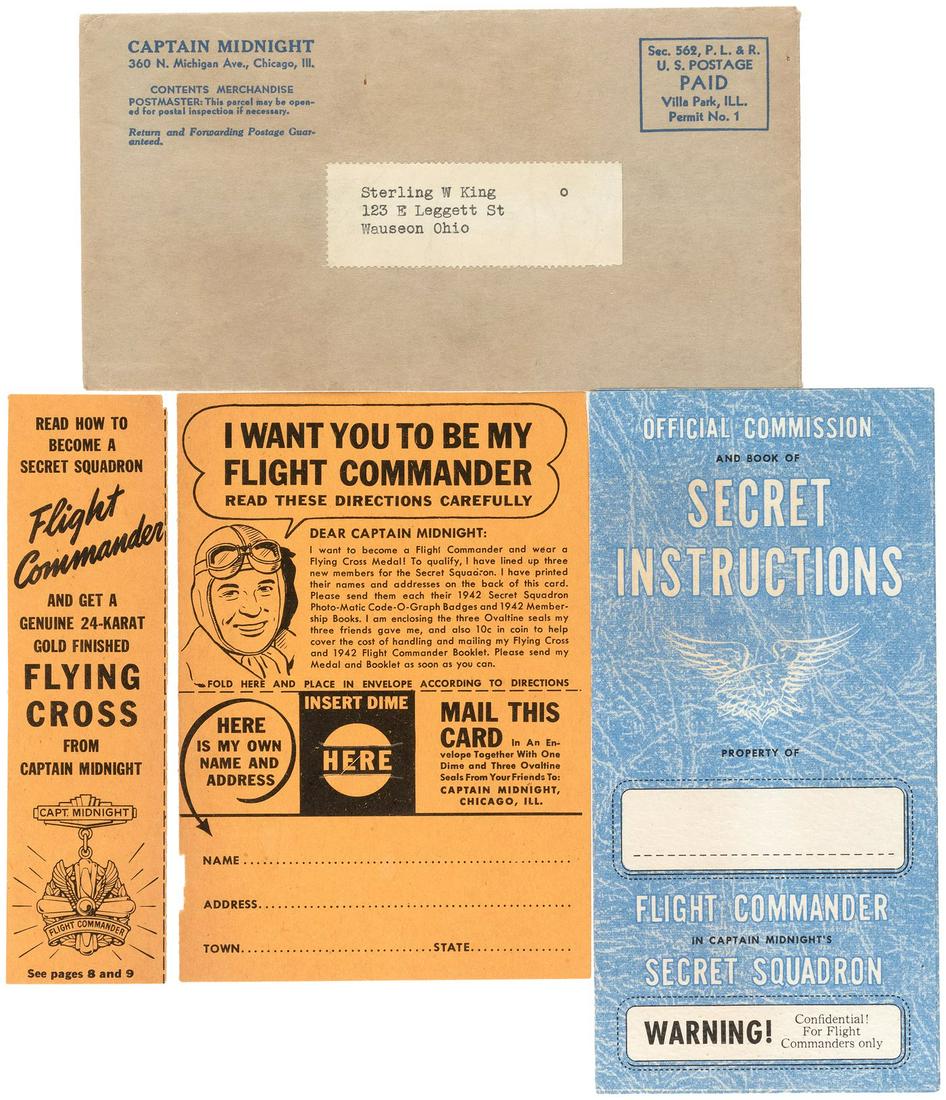 CAPTAIN MIDNIGHT
360 N. Michigan Ave., Chicago, Ill.
CONTENTS MERCHANDISE
POSTMASTER: This parcel may be open-
ed for postal inspection if necessary.
Return and Forwarding Postage Guar-
anteed.
Sec. 562, P. L. & R.
U. S. POSTAGE
PAID
Villa Park, ILL.
Permit No. 1
Sterling W King o
123 E Leggett St
Wauseon Ohio
READ HOW TO
BECOME A
SECRET SQUADRON
Flight
Commander
AND GET A
GENUINE 24-KARAT
GOLD FINISHED
FLYING
CROSS
FROM
CAPTAIN MIDNIGHT
CAPT. MIDNIGHT
FLIGHT COMMANDER
See pages 8 and 9
I WANT YOU TO BE MY
FLIGHT COMMANDER
READ THESE DIRECTIONS CAREFULLY
DEAR CAPTAIN MIDNIGHT:
I want to become a Flight Commander and wear a
Flying Cross Medal! To qualify, I have lined up three
new members for the Secret Squadron. I have printed
their names and addresses on the back of this card.
Please send them each their 1942 Secret Squadron
Photo-Matic Code-O-Graph Badges and 1942 Member-
ship Books. I am enclosing the three Ovaltine seals my
three friends gave me, and also 10c in coin to help
cover the cost of handling and mailing my Flying Cross
and 1942 Flight Commander Booklet. Please send my
Medal and Booklet as soon as you can.
FOLD HERE AND PLACE IN ENVELOPE ACCORDING TO DIRECTIONS
HERE
IS MY OWN
NAME AND
ADDRESS
INSERT DIME
HERE
MAIL THIS
CARD In An En-
velope Together With One
Dime and Three Ovaltine
Seals From Your Friends To:
CAPTAIN MIDNIGHT,
CHICAGO, ILL.
NAME
ADDRESS
TOWN STATE
OFFICIAL COMMISSION
AND BOOK OF
SECRET
INSTRUCTIONS
PROPERTY OF
FLIGHT COMMANDER
IN CAPTAIN MIDNIGHT'S
SECRET SQUADRON
WARNING!
Confidential!
For Flight
Commanders only